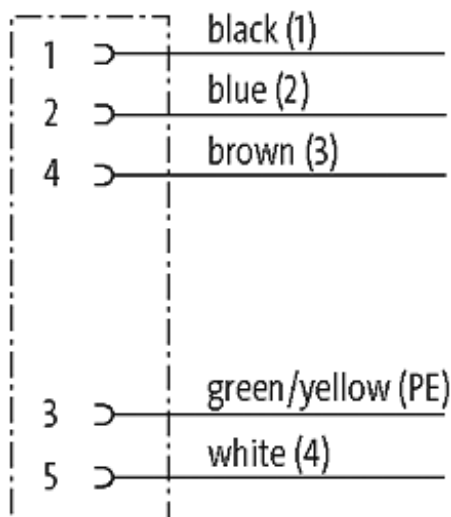 1 black (1)
2 blue (2)
4 brown (3)
3 green/yellow (PE)
5 white (4)